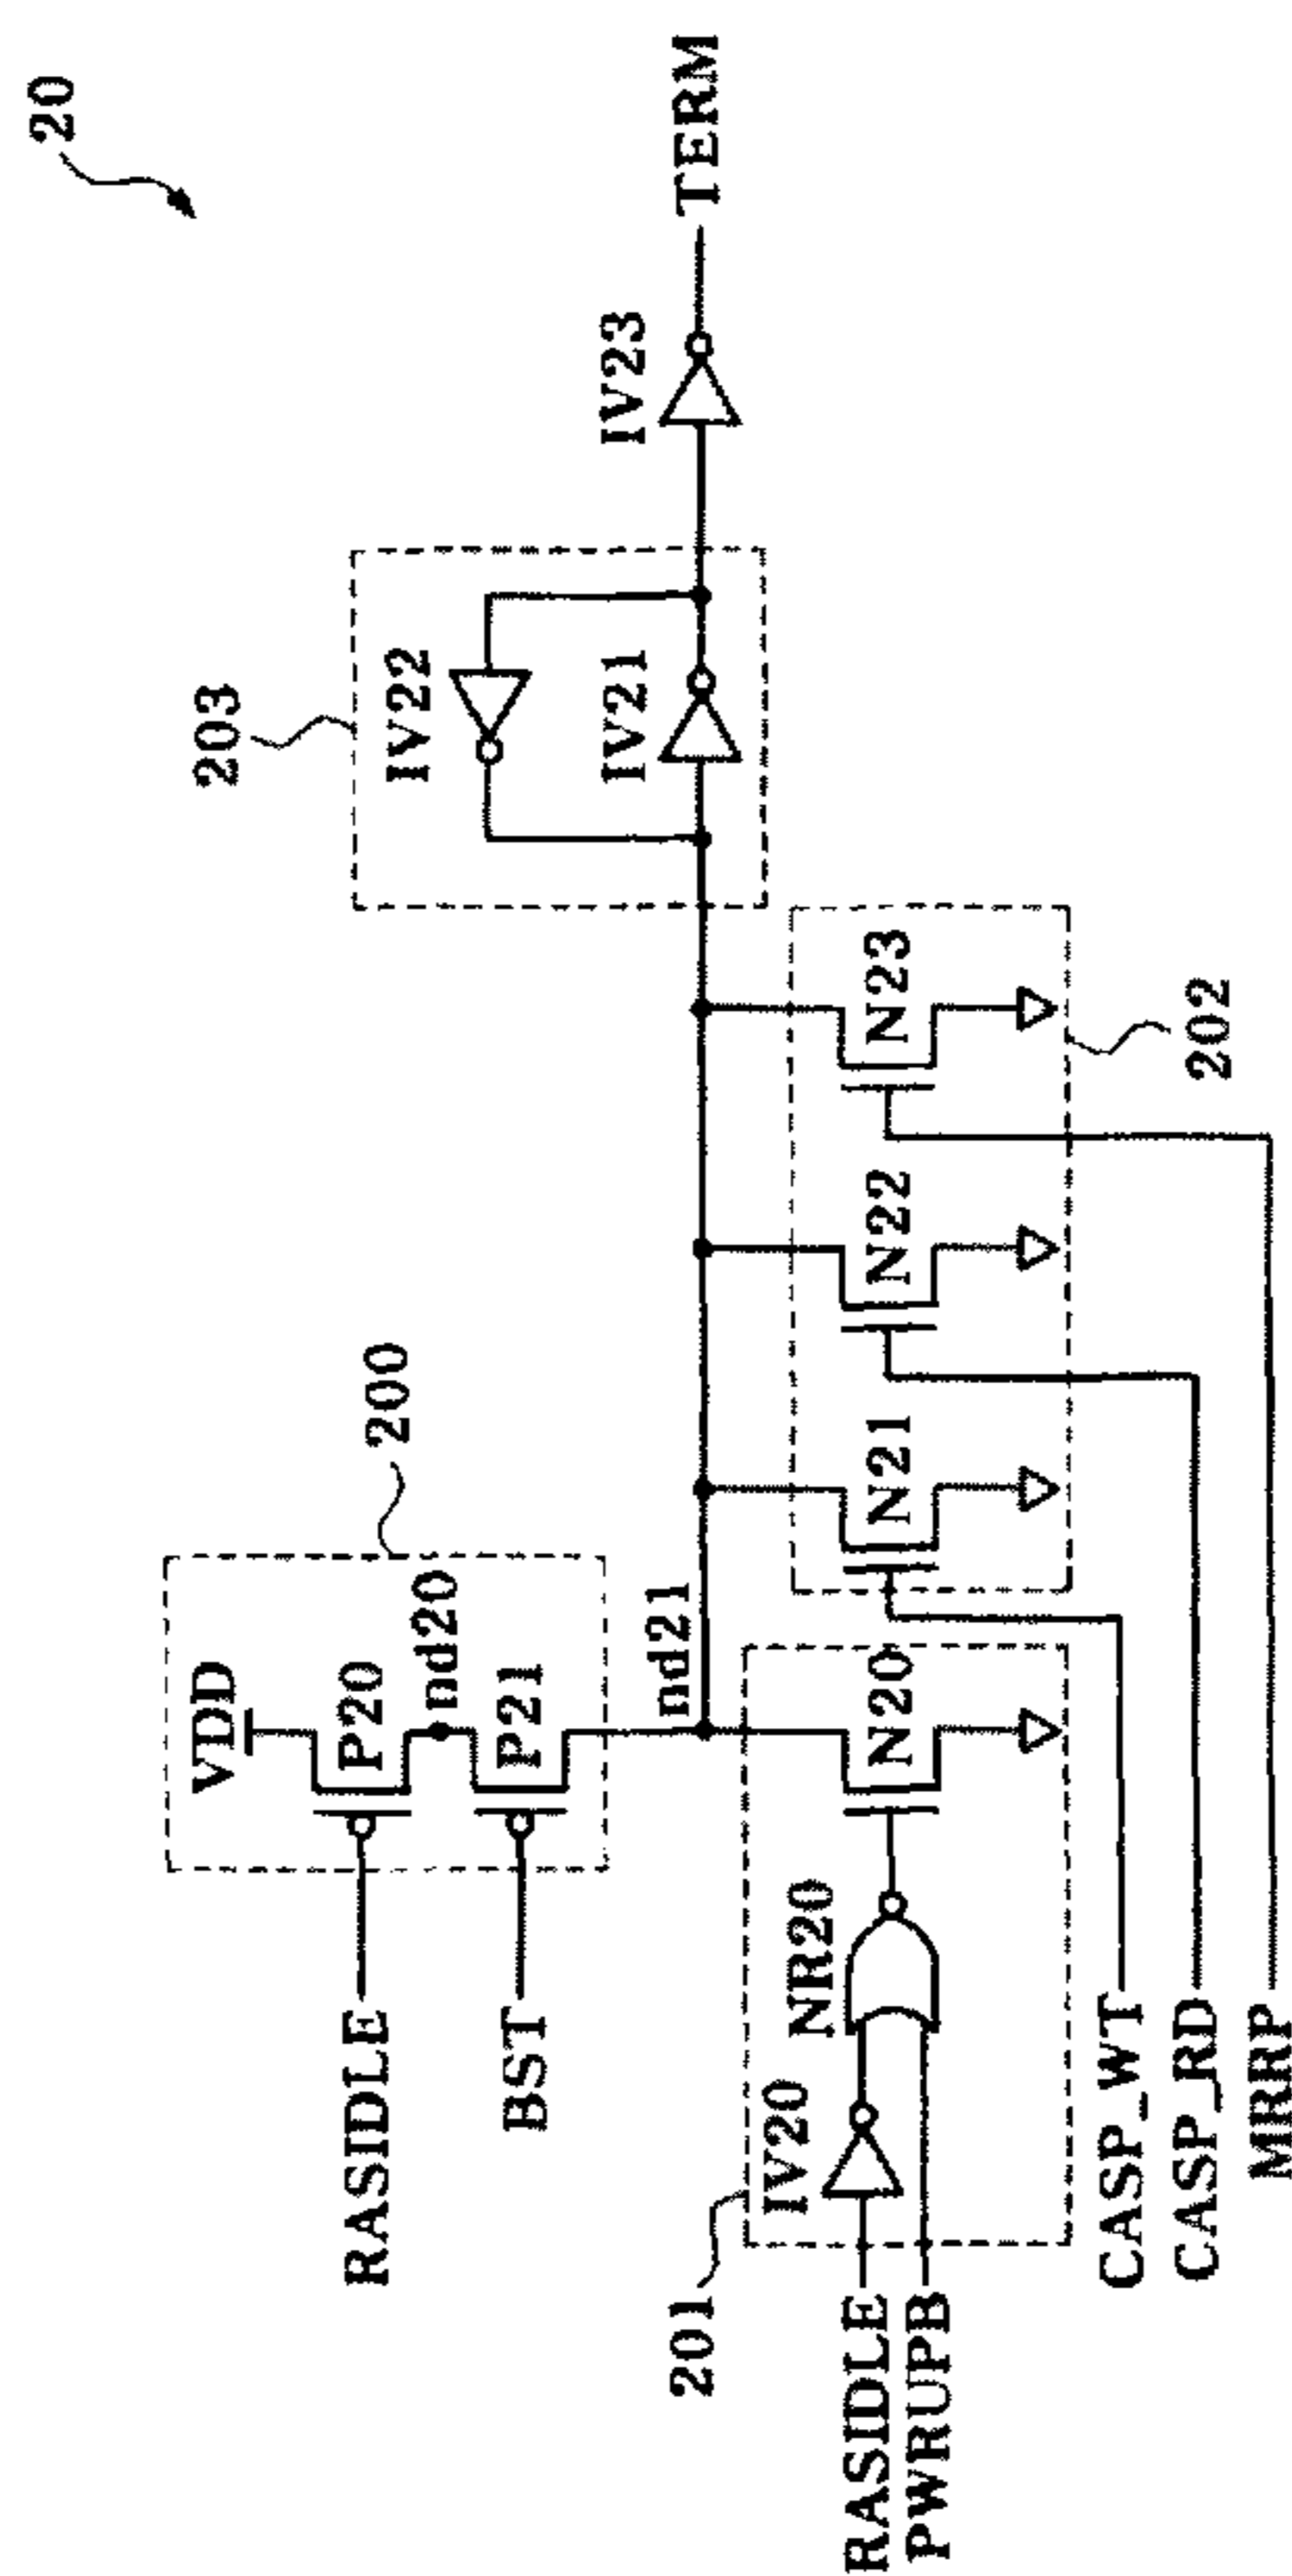 20
VDD
200
RASIDLE
P20
nd20
BST
P21
nd21
203
IV22
IV21
IV23
TERM
201
RASIDLE
PWRUPB
IV20
NR20
N20
N21
N22
N23
202
CASP_WT
CASP_RD
MRRP